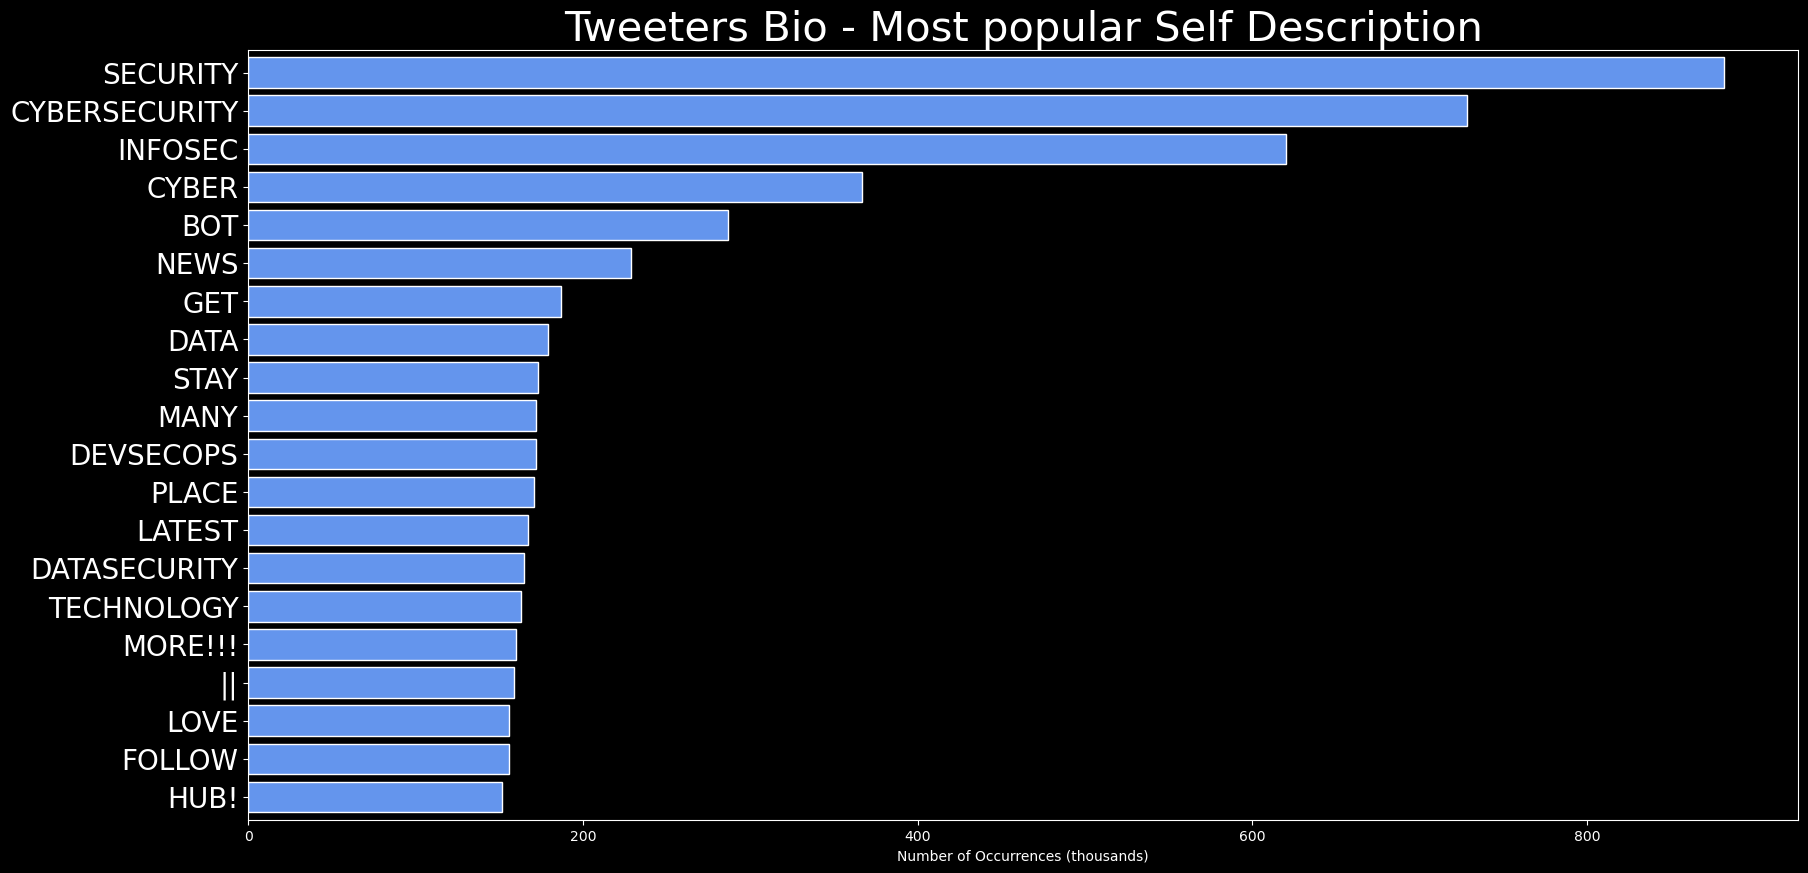 Tweeters Bio - Most popular Self Description
SECURITY
CYBERSECURITY
INFOSEC
CYBER
BOT
NEWS
GET
DATA
STAY
MANY
DEVSECOPS
PLACE
LATEST
DATASECURITY
TECHNOLOGY
MORE!!!
||
LOVE
FOLLOW
HUB!
0 200 400 600 800
Number of Occurrences (thousands)